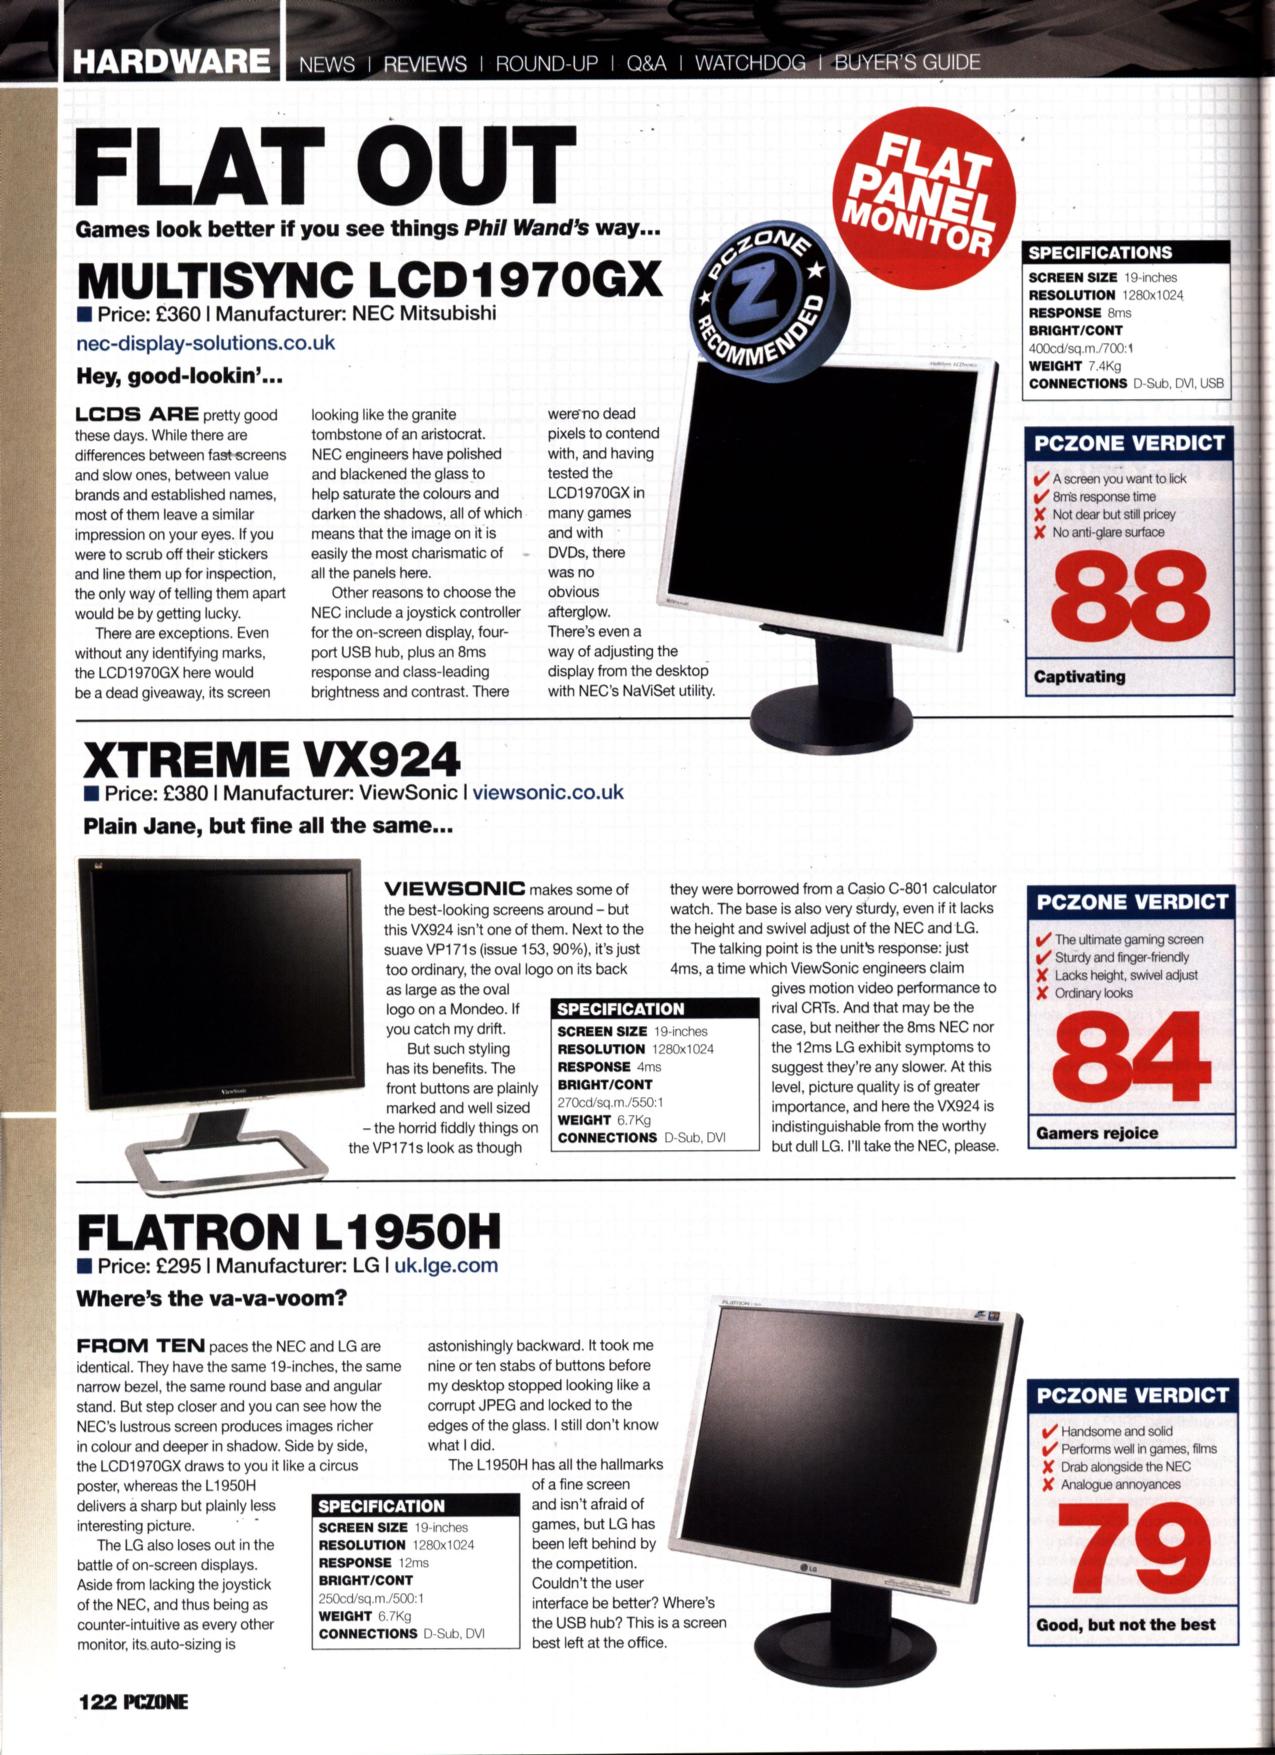 HARDWARE
NEWS | REVIEWS | ROUND-UP | Q&A | WATCHDOG | BUYER'S GUIDE
FLAT OUT
Games look better if you see things Phil Wand's way...
FLAT
PANEL
MONITOR
PCZONE
Z
RECOMMENDED
MULTISYNC LCD1970GX
Price: £360 | Manufacturer: NEC Mitsubishi
nec-display-solutions.co.uk
Hey, good-lookin'...
LCDS ARE pretty good
these days. While there are
differences between fast screens
and slow ones, between value
brands and established names,
most of them leave a similar
impression on your eyes. If you
were to scrub off their stickers
and line them up for inspection,
the only way of telling them apart
would be by getting lucky.
There are exceptions. Even
without any identifying marks,
the LCD1970GX here would
be a dead giveaway, its screen
looking like the granite
tombstone of an aristocrat.
NEC engineers have polished
and blackened the glass to
help saturate the colours and
darken the shadows, all of which
means that the image on it is
easily the most charismatic of
all the panels here.
Other reasons to choose the
NEC include a joystick controller
for the on-screen display, four-
port USB hub, plus an 8ms
response and class-leading
brightness and contrast. There
were no dead
pixels to contend
with, and having
tested the
LCD1970GX in
many games
and with
DVDs, there
was no
obvious
afterglow.
There's even a
way of adjusting the
display from the desktop
with NEC's NaViSet utility.
SPECIFICATIONS
SCREEN SIZE 19-inches
RESOLUTION 1280x1024
RESPONSE 8ms
BRIGHT/CONT
400cd/sq.m./700:1
WEIGHT 7.4Kg
CONNECTIONS D-Sub, DVI, USB
PCZONE VERDICT
✓ A screen you want to lick
✓ 8ms response time
✗ Not dear but still pricey
✗ No anti-glare surface
88
Captivating
XTREME VX924
Price: £380 | Manufacturer: ViewSonic | viewsonic.co.uk
Plain Jane, but fine all the same...
ViewSonic
VIEWSONIC makes some of
the best-looking screens around – but
this VX924 isn't one of them. Next to the
suave VP171s (issue 153, 90%), it's just
too ordinary, the oval logo on its back
as large as the oval
logo on a Mondeo. If
you catch my drift.
But such styling
has its benefits. The
front buttons are plainly
marked and well sized
– the horrid fiddly things on
the VP171s look as though
they were borrowed from a Casio C-801 calculator
watch. The base is also very sturdy, even if it lacks
the height and swivel adjust of the NEC and LG.
The talking point is the unit's response: just
4ms, a time which ViewSonic engineers claim
gives motion video performance to
rival CRTs. And that may be the
case, but neither the 8ms NEC nor
the 12ms LG exhibit symptoms to
suggest they're any slower. At this
level, picture quality is of greater
importance, and here the VX924 is
indistinguishable from the worthy
but dull LG. I'll take the NEC, please.
SPECIFICATION
SCREEN SIZE 19-inches
RESOLUTION 1280x1024
RESPONSE 4ms
BRIGHT/CONT
270cd/sq.m./550:1
WEIGHT 6.7Kg
CONNECTIONS D-Sub, DVI
PCZONE VERDICT
✓ The ultimate gaming screen
✓ Sturdy and finger-friendly
✗ Lacks height, swivel adjust
✗ Ordinary looks
84
Gamers rejoice
FLATRON L1950H
Price: £295 | Manufacturer: LG | uk.lge.com
Where's the va-va-voom?
FROM TEN paces the NEC and LG are
identical. They have the same 19-inches, the same
narrow bezel, the same round base and angular
stand. But step closer and you can see how the
NEC's lustrous screen produces images richer
in colour and deeper in shadow. Side by side,
the LCD1970GX draws to you it like a circus
poster, whereas the L1950H
delivers a sharp but plainly less
interesting picture.
The LG also loses out in the
battle of on-screen displays.
Aside from lacking the joystick
of the NEC, and thus being as
counter-intuitive as every other
monitor, its auto-sizing is
astonishingly backward. It took me
nine or ten stabs of buttons before
my desktop stopped looking like a
corrupt JPEG and locked to the
edges of the glass. I still don't know
what I did.
The L1950H has all the hallmarks
of a fine screen
and isn't afraid of
games, but LG has
been left behind by
the competition.
Couldn't the user
interface be better? Where's
the USB hub? This is a screen
best left at the office.
SPECIFICATION
SCREEN SIZE 19-inches
RESOLUTION 1280x1024
RESPONSE 12ms
BRIGHT/CONT
250cd/sq.m./500:1
WEIGHT 6.7Kg
CONNECTIONS D-Sub, DVI
FLATRON
LG
PCZONE VERDICT
✓ Handsome and solid
✓ Performs well in games, films
✗ Drab alongside the NEC
✗ Analogue annoyances
79
Good, but not the best
122 PCZONE